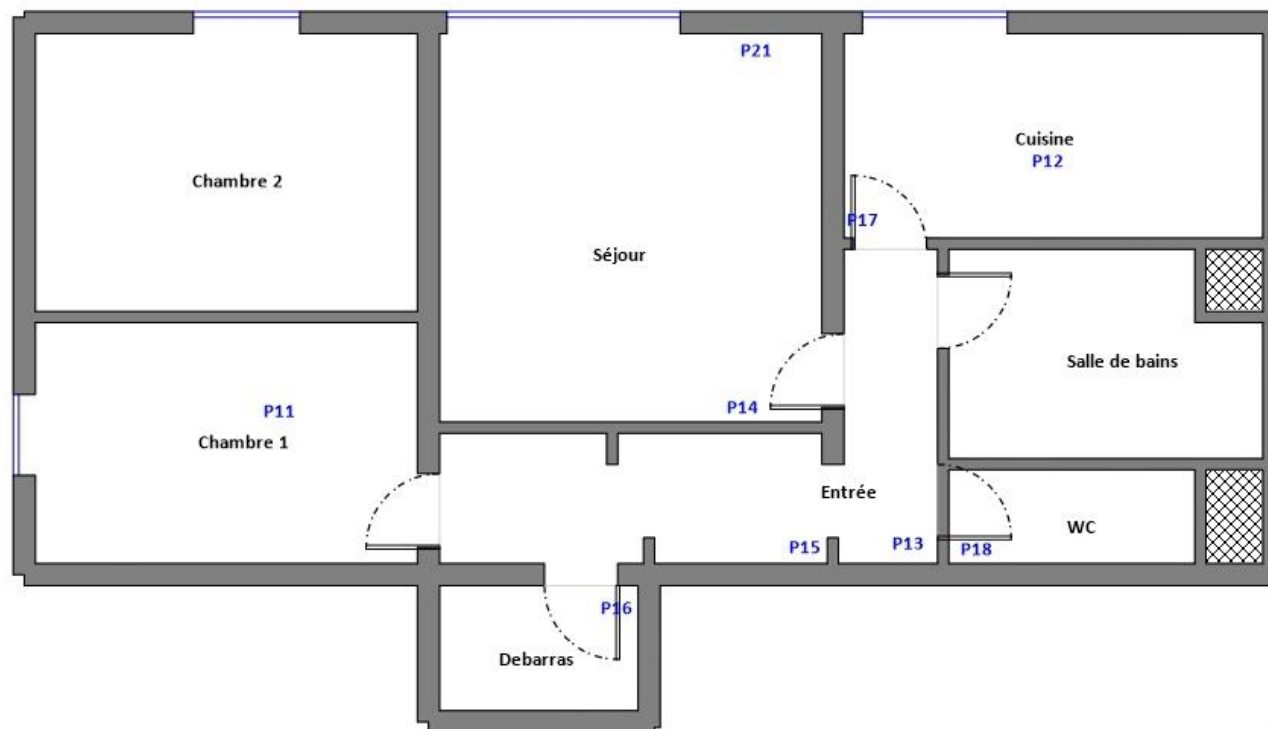 P21
Cuisine
P12
Chambre 2
P17
Séjour
Salle de bains
P11
P14
Chambre 1
Entrée
WC
P15
P13
P18
P16
Debarras